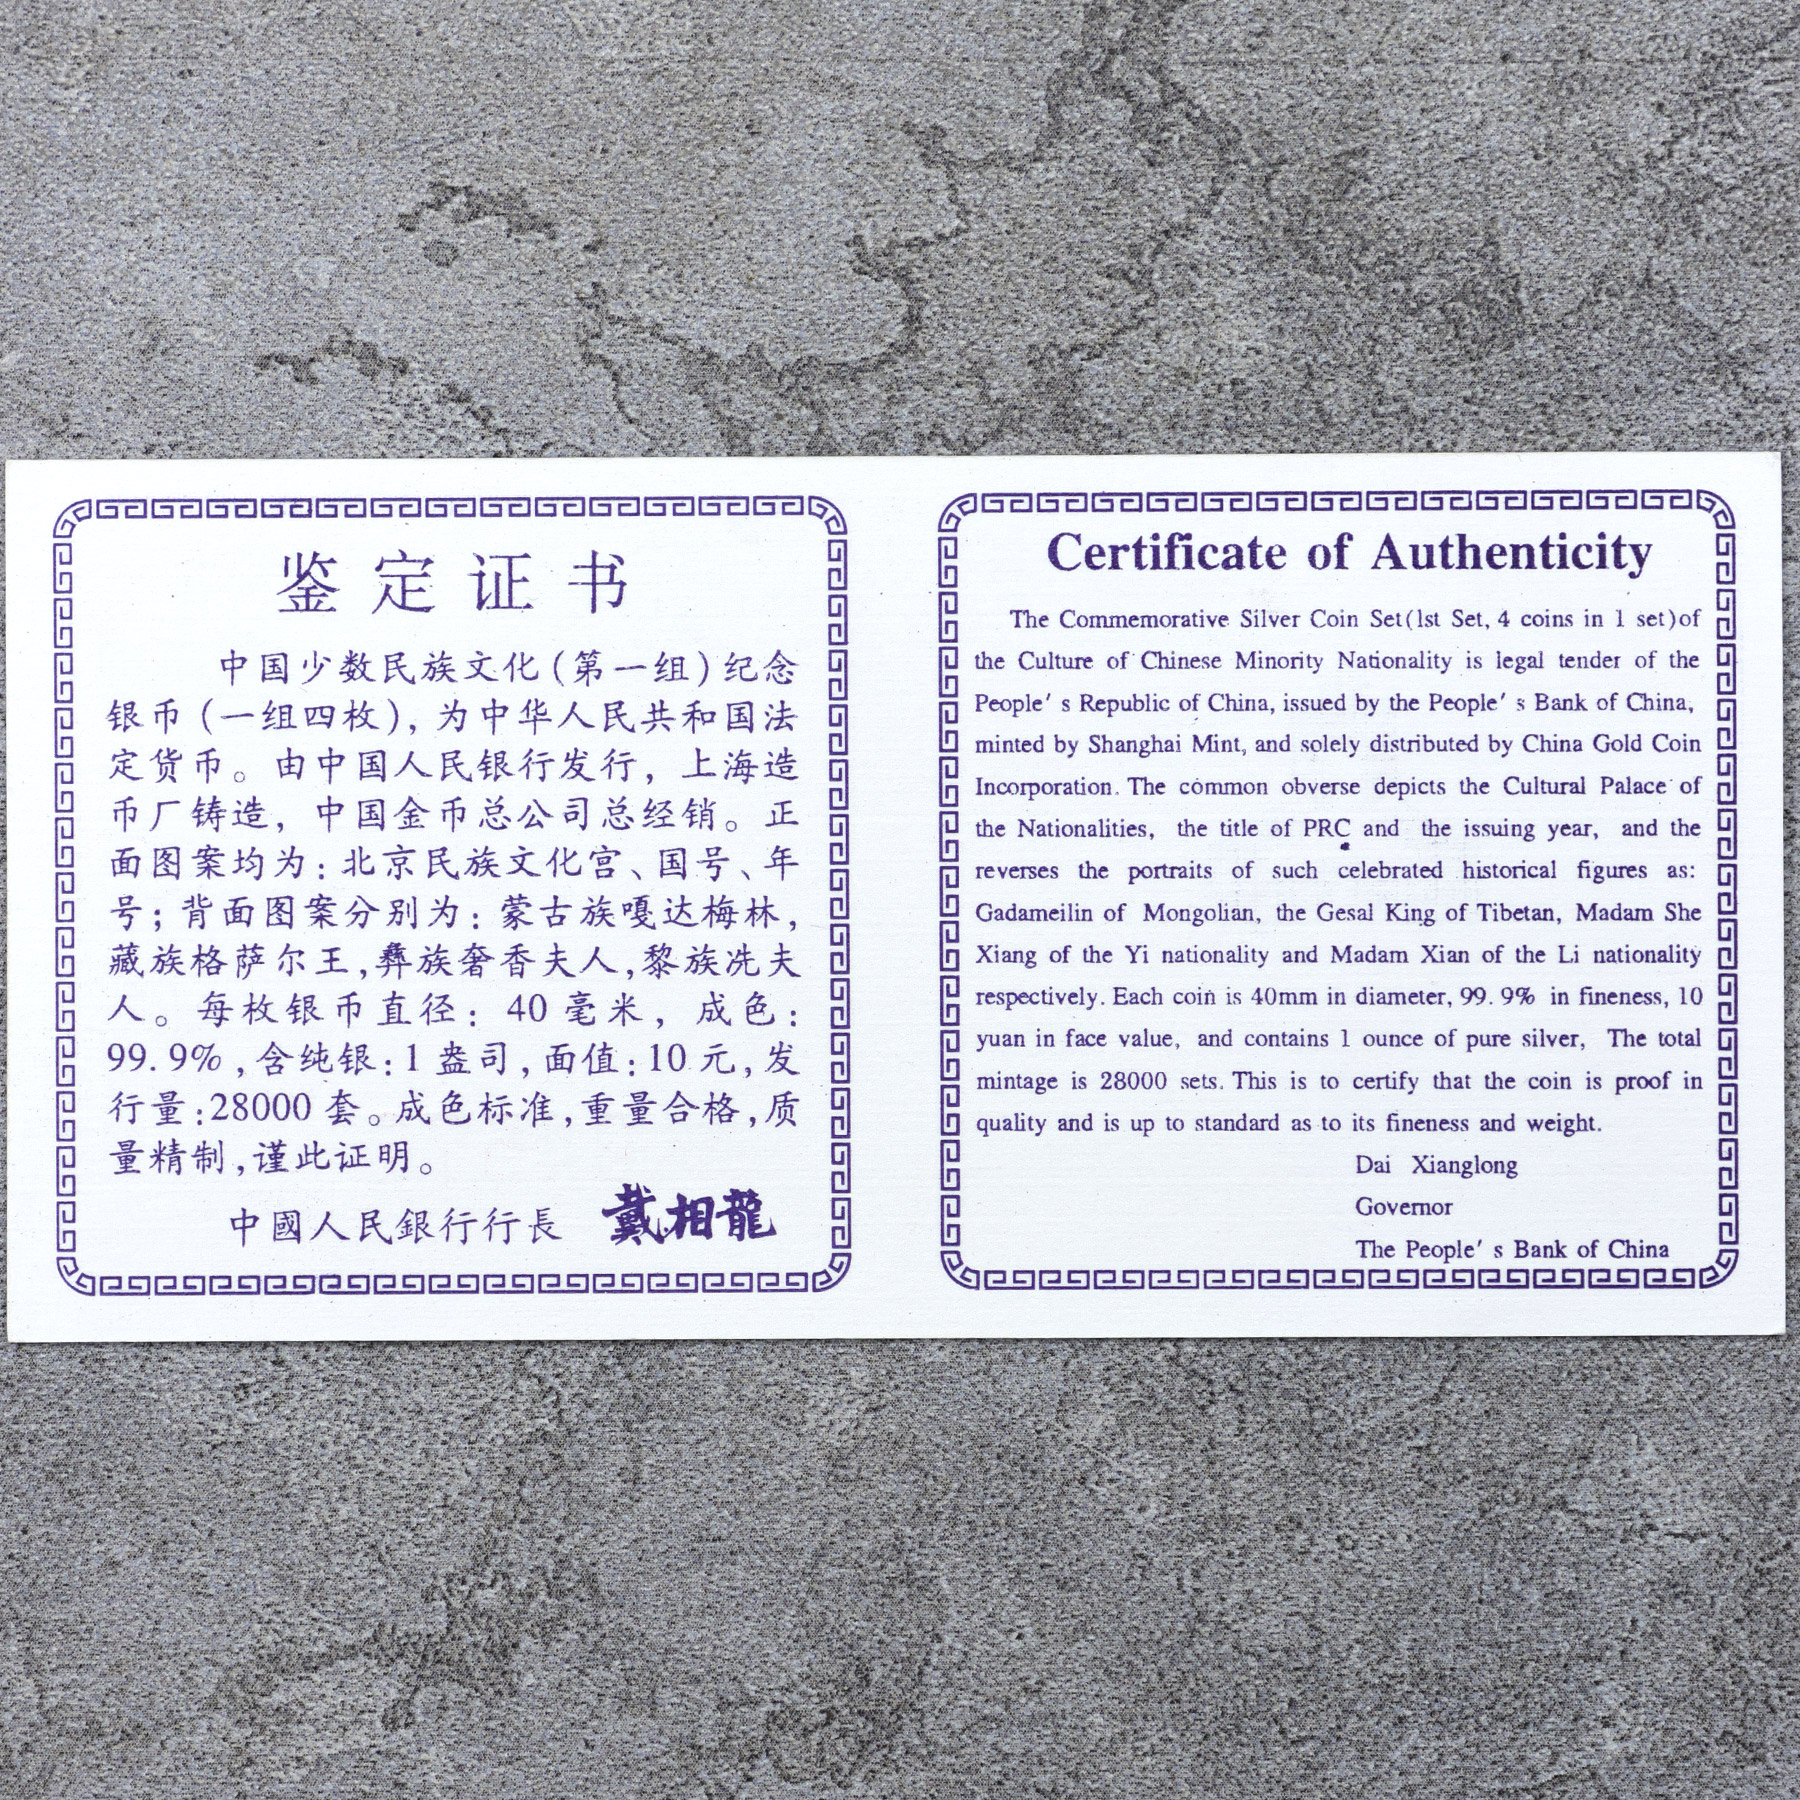 鉴定证书
中国少数民族文化(第一组)纪念
银币(一组四枚),为中华人民共和国法
定货币。由中国人民银行发行,上海造
币厂铸造,中国金币总公司总经销。正
面图案均为:北京民族文化宫、国号、年
号;背面图案分别为:蒙古族嘎达梅林,
藏族格萨尔王,彝族奢香夫人,黎族冼夫
人。每枚银币直径:40毫米,成色:
99.9%,含纯银:1盎司,面值:10元,发
行量:28000套。成色标准,重量合格,质
量精制,谨此证明。
中國人民銀行行長 戴相龍
Certificate of Authenticity
The Commemorative Silver Coin Set(1st Set, 4 coins in 1 set)of
the Culture of Chinese Minority Nationality is legal tender of the
People's Republic of China, issued by the People's Bank of China,
minted by Shanghai Mint, and solely distributed by China Gold Coin
Incorporation. The common obverse depicts the Cultural Palace of
the Nationalities, the title of PRC and the issuing year, and the
reverses the portraits of such celebrated historical figures as:
Gadameilin of Mongolian, the Gesal King of Tibetan, Madam She
Xiang of the Yi nationality and Madam Xian of the Li nationality
respectively. Each coin is 40mm in diameter, 99.9% in fineness, 10
yuan in face value, and contains 1 ounce of pure silver, The total
mintage is 28000 sets. This is to certify that the coin is proof in
quality and is up to standard as to its fineness and weight.
Dai Xianglong
Governor
The People's Bank of China